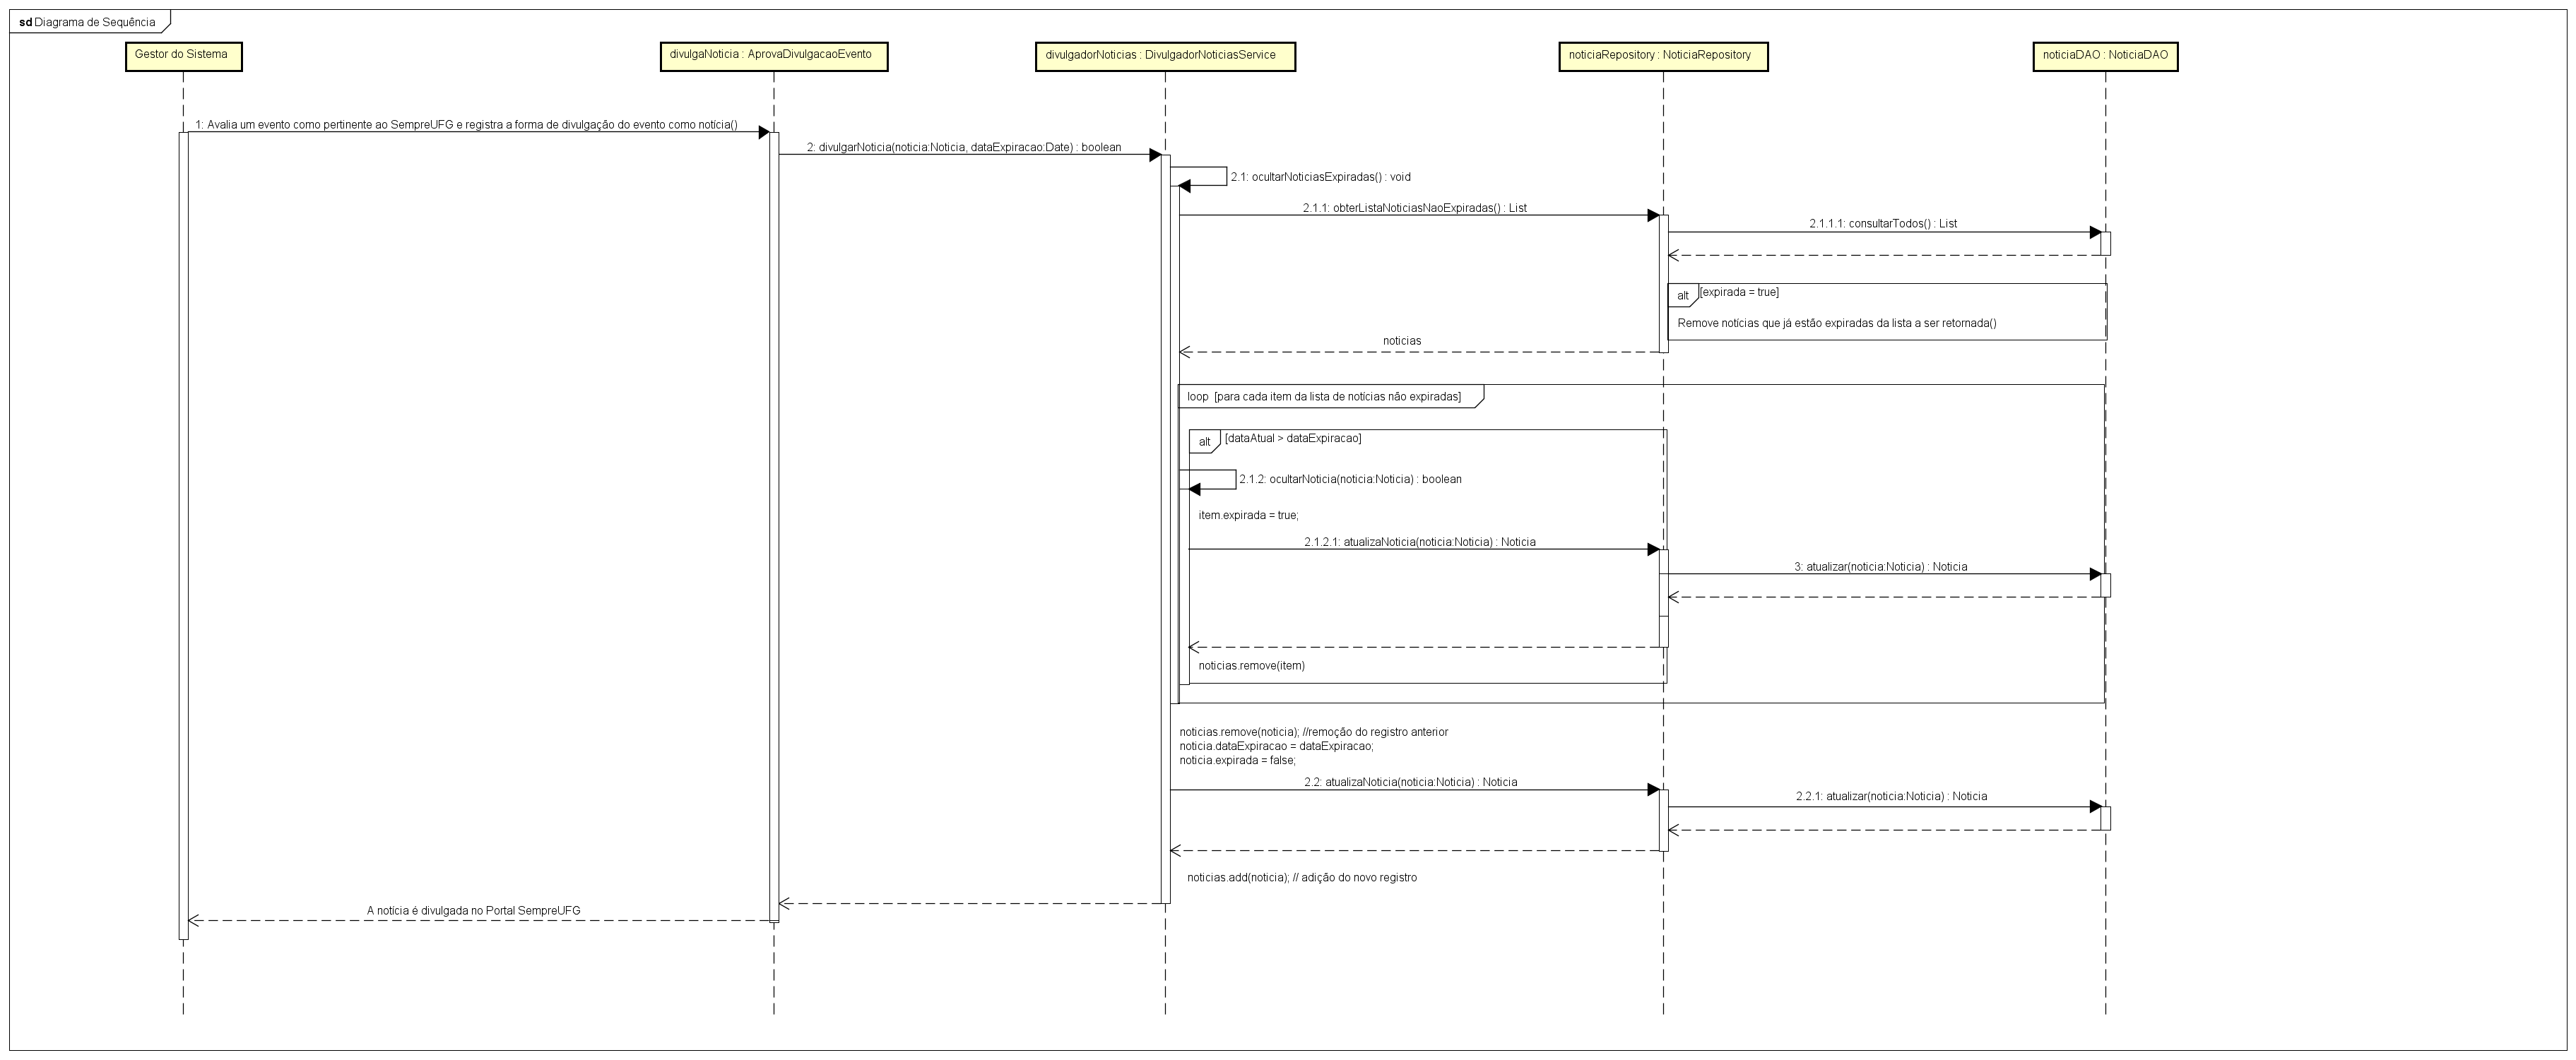 sd Diagrama de Sequência
Gestor do Sistema
divulgaNoticia : AprovaDivulgacaoEvento
divulgadorNoticias : DivulgadorNoticiasService
noticiaRepository : NoticiaRepository
noticiaDAO : NoticiaDAO
1: Avalia um evento como pertinente ao SempreUFG e registra a forma de divulgação do evento como notícia()
2: divulgarNoticia(noticia:Noticia, dataExpiracao:Date) : boolean
2.1: ocultarNoticiasExpiradas() : void
2.1.1: obterListaNoticiasNaoExpiradas() : List
2.1.1.1: consultarTodos() : List
alt [expirada = true]
Remove notícias que já estão expiradas da lista a ser retornada()
noticias
loop [para cada item da lista de notícias não expiradas]
alt [dataAtual > dataExpiracao]
2.1.2: ocultarNoticia(noticia:Noticia) : boolean
item.expirada = true;
2.1.2.1: atualizaNoticia(noticia:Noticia) : Noticia
3: atualizar(noticia:Noticia) : Noticia
noticias.remove(item)
noticias.remove(noticia); //remoção do registro anterior
noticia.dataExpiracao = dataExpiracao;
noticia.expirada = false;
2.2: atualizaNoticia(noticia:Noticia) : Noticia
2.2.1: atualizar(noticia:Noticia) : Noticia
noticias.add(noticia); // adição do novo registro
A notícia é divulgada no Portal SempreUFG